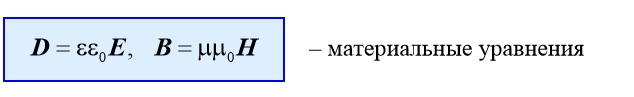 D = εε₀E, B = μμ₀H – материальные уравнения